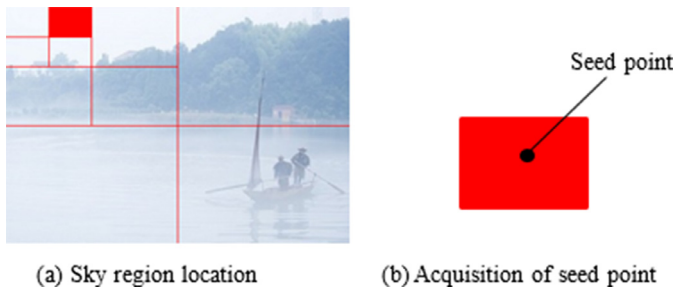 Seed point
(a) Sky region location
(b) Acquisition of seed point